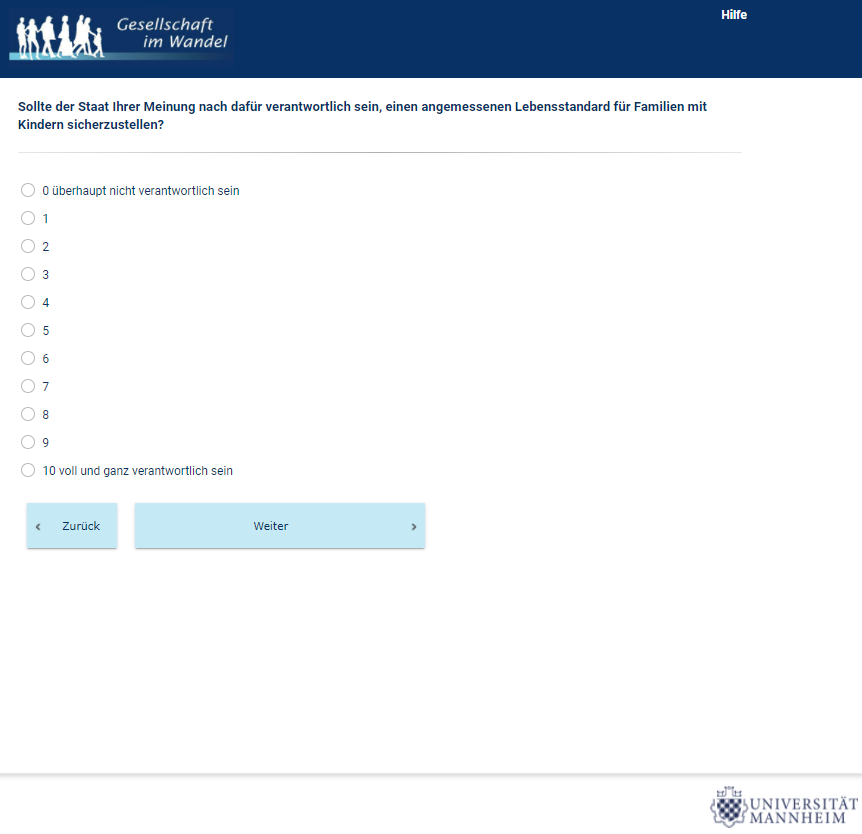 Gesellschaft
im Wandel
Hilfe
Sollte der Staat Ihrer Meinung nach dafür verantwortlich sein, einen angemessenen Lebensstandard für Familien mit
Kindern sicherzustellen?
0 überhaupt nicht verantwortlich sein
1
2
3
4
5
6
7
8
9
10 voll und ganz verantwortlich sein
‹ Zurück
Weiter ›
UNIVERSITÄT
MANNHEIM